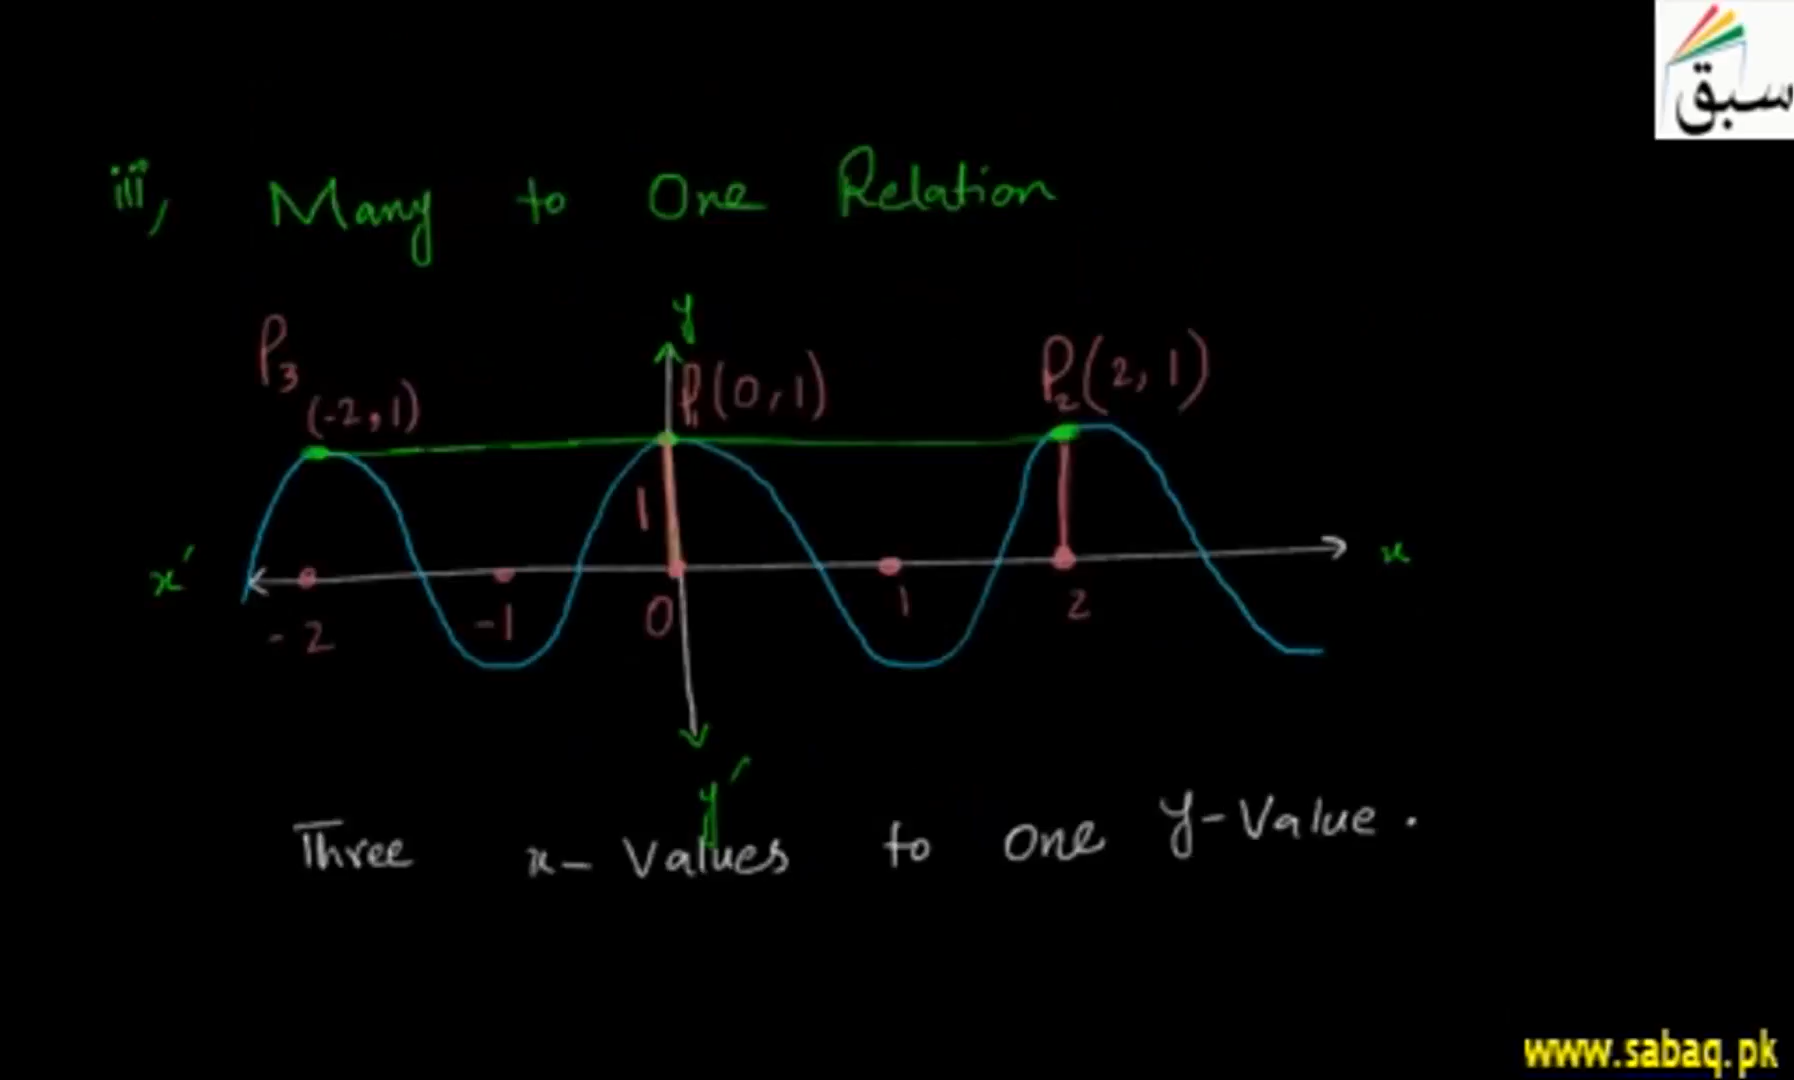 سبق
iii, Many to One Relation
y
P3 (-2,1)
P1(0,1)
P2(2,1)
1
x′
x
-2
-1
0
1
2
y′
Three x-Values to one y-Value.
www.sabaq.pk